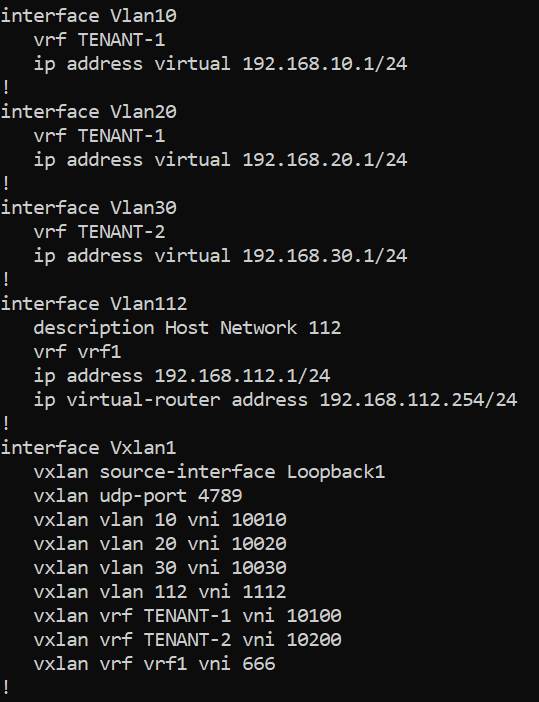 interface Vlan10
   vrf TENANT-1
   ip address virtual 192.168.10.1/24
!
interface Vlan20
   vrf TENANT-1
   ip address virtual 192.168.20.1/24
!
interface Vlan30
   vrf TENANT-2
   ip address virtual 192.168.30.1/24
!
interface Vlan112
   description Host Network 112
   vrf vrf1
   ip address 192.168.112.1/24
   ip virtual-router address 192.168.112.254/24
!
interface Vxlan1
   vxlan source-interface Loopback1
   vxlan udp-port 4789
   vxlan vlan 10 vni 10010
   vxlan vlan 20 vni 10020
   vxlan vlan 30 vni 10030
   vxlan vlan 112 vni 1112
   vxlan vrf TENANT-1 vni 10100
   vxlan vrf TENANT-2 vni 10200
   vxlan vrf vrf1 vni 666
!